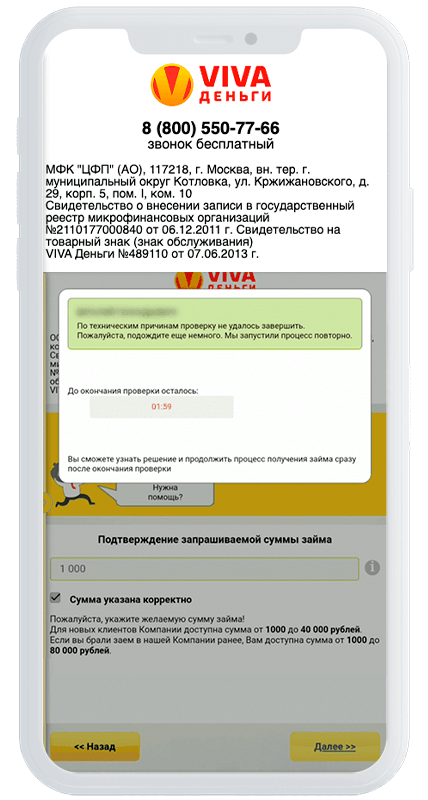 VIVA
ДЕНЬГИ
8 (800) 550-77-66
звонок бесплатный
МФК "ЦФП" (АО), 117218, г. Москва, вн. тер. г.
муниципальный округ Котловка, ул. Кржижановского, д.
29, корп. 5, пом. I, ком. 10
Свидетельство о внесении записи в государственный
реестр микрофинансовых организаций
№2110177000840 от 06.12.2011 г. Свидетельство на
товарный знак (знак обслуживания)
VIVA Деньги №489110 от 07.06.2013 г.
VIVA
По техническим причинам проверку не удалось завершить.
Пожалуйста, подождите еще немного. Мы запустили процесс повторно.
До окончания проверки осталось:
01:59
Вы сможете узнать решение и продолжить процесс получения займа сразу
после окончания проверки
Нужна
помощь?
Подтверждение запрашиваемой суммы займа
1 000
Сумма указана корректно
Пожалуйста, укажите желаемую сумму займа!
Для новых клиентов Компании доступна сумма от 1000 до 40 000 рублей.
Если вы брали заем в нашей Компании ранее, Вам доступна сумма от 1000 до
80 000 рублей.
<< Назад
Далее >>